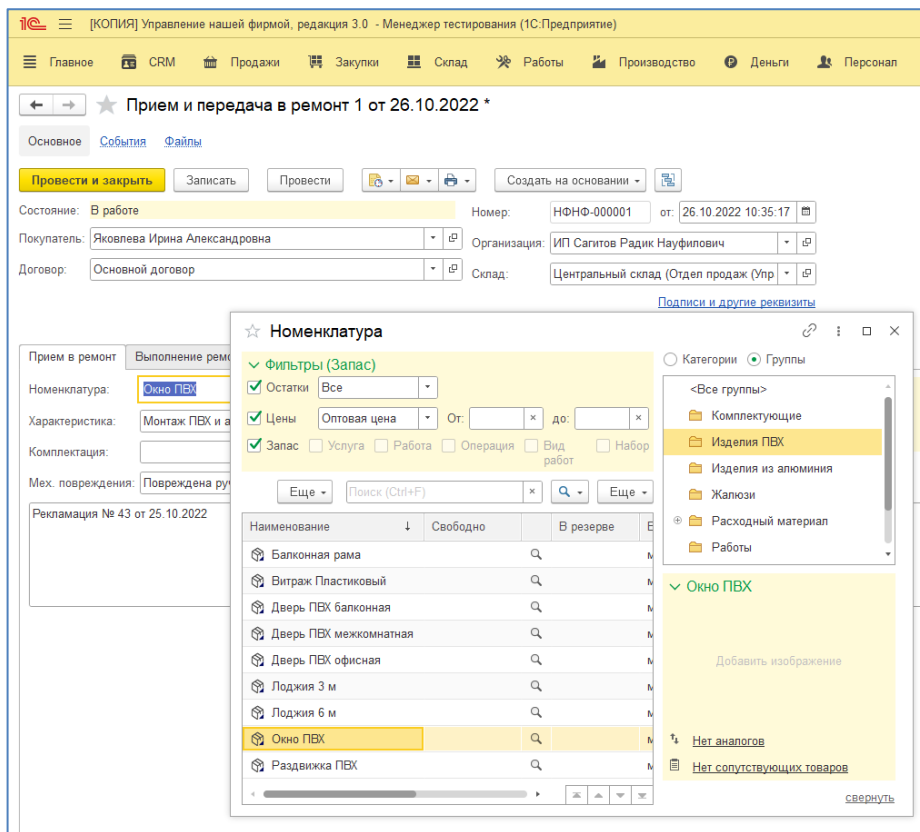 1С [КОПИЯ] Управление нашей фирмой, редакция 3.0 - Менеджер тестирования (1С:Предприятие)
Главное CRM Продажи Закупки Склад Работы Производство Деньги Персонал
Прием и передача в ремонт 1 от 26.10.2022 *
Основное События Файлы
Провести и закрыть Записать Провести Создать на основании
Состояние: В работе Номер: НФНФ-000001 от: 26.10.2022 10:35:17
Покупатель: Яковлева Ирина Александровна Организация: ИП Сагитов Радик Науфилович
Договор: Основной договор Склад: Центральный склад (Отдел продаж (Упр
Подписи и другие реквизиты
Прием в ремонт Выполнение рем
Номенклатура: Окно ПВХ
Характеристика: Монтаж ПВХ и а
Комплектация:
Мех. повреждения: Повреждена ру
Рекламация № 43 от 25.10.2022
Номенклатура
Фильтры (Запас)
Остатки Все
Цены Оптовая цена От: до:
Запас Услуга Работа Операция Вид работ Набор
Еще Поиск (Ctrl+F) Еще
Наименование Свободно В резерве
Балконная рама
Витраж Пластиковый
Дверь ПВХ балконная
Дверь ПВХ межкомнатная
Дверь ПВХ офисная
Лоджия 3 м
Лоджия 6 м
Окно ПВХ
Раздвижка ПВХ
Категории Группы
<Все группы>
Комплектующие
Изделия ПВХ
Изделия из алюминия
Жалюзи
Расходный материал
Работы
Окно ПВХ
Добавить изображение
Нет аналогов
Нет сопутствующих товаров
свернуть